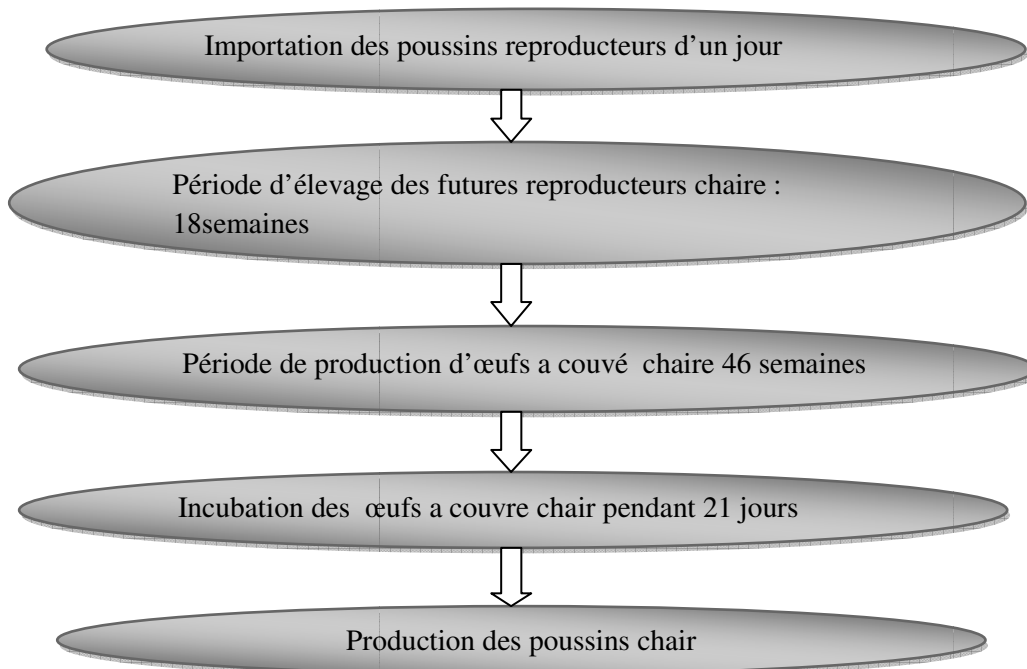 Importation des poussins reproducteurs d’un jour
Période d’élevage des futures reproducteurs chaire :
18semaines
Période de production d’œufs a couvé chaire 46 semaines
Incubation des œufs a couvre chair pendant 21 jours
Production des poussins chair